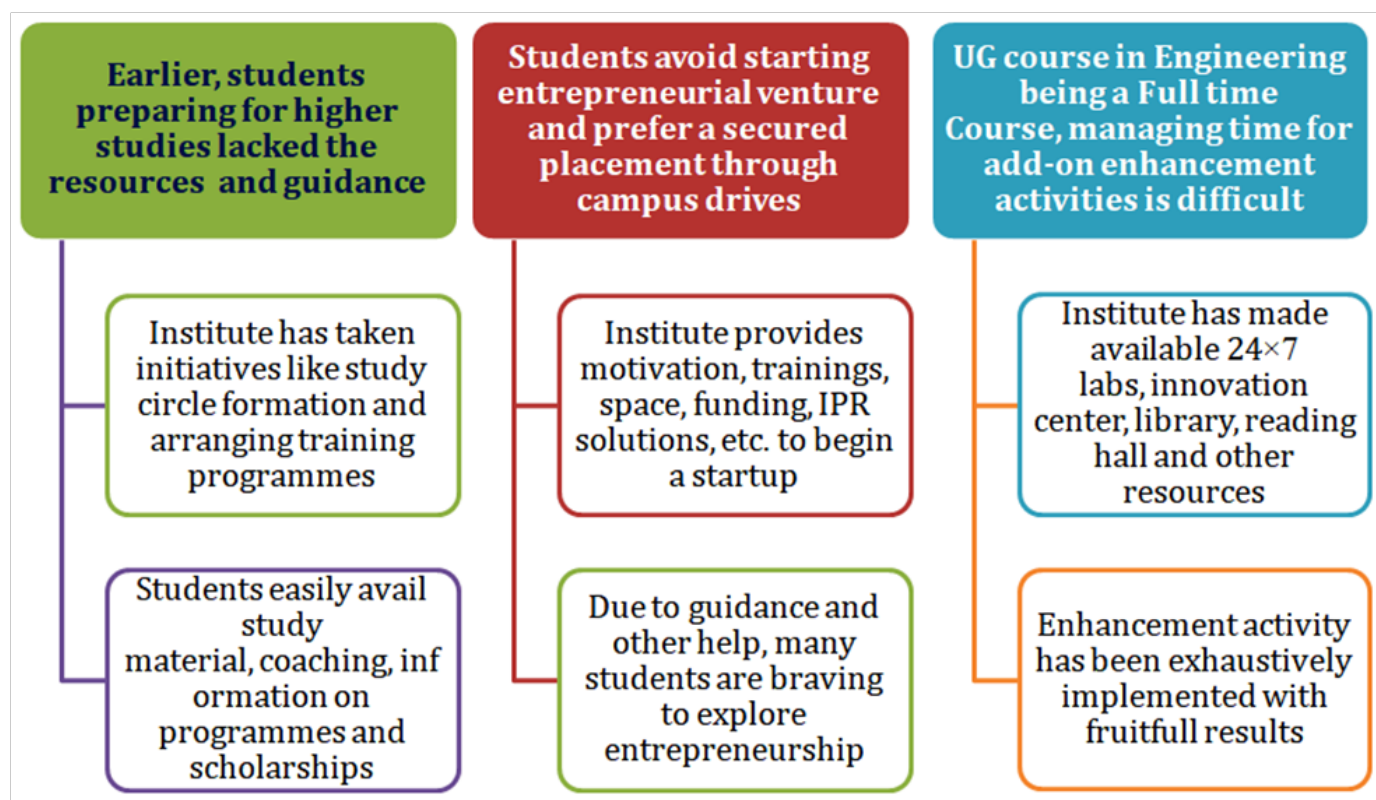 Earlier, students
preparing for higher
studies lacked the
resources and guidance
Institute has taken
initiatives like study
circle formation and
arranging training
programmes
Students easily avail
study
material, coaching, inf
ormation on
programmes and
scholarships
Students avoid starting
entrepreneurial venture
and prefer a secured
placement through
campus drives
Institute provides
motivation, trainings,
space, funding, IPR
solutions, etc. to begin
a startup
Due to guidance and
other help, many
students are braving
to explore
entrepreneurship
UG course in Engineering
being a Full time
Course, managing time for
add-on enhancement
activities is difficult
Institute has made
available 24×7
labs, innovation
center, library, reading
hall and other
resources
Enhancement activity
has been exhaustively
implemented with
fruitfull results